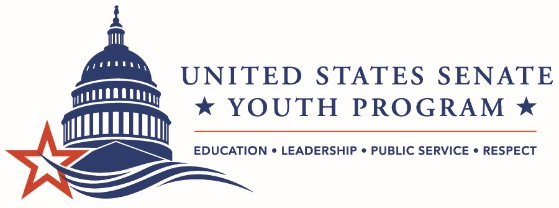 UNITED STATES SENATE
★ YOUTH PROGRAM ★
EDUCATION • LEADERSHIP • PUBLIC SERVICE • RESPECT